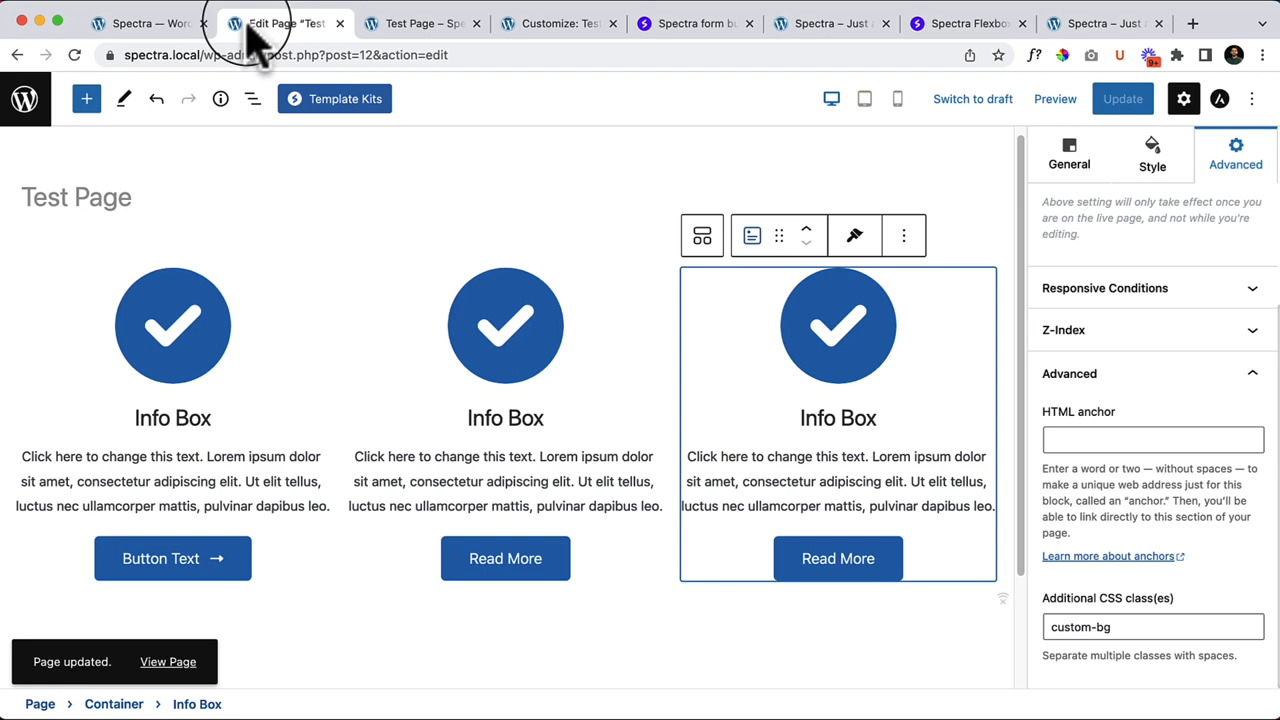 Spectra — Wor
Edit Page "Test
Test Page – Spe
Customize: Tes
Spectra form bu
Spectra – Just a
Spectra Flexbo
Spectra – Just a
spectra.local/wp-admin/post.php?post=12&action=edit
f?
9+
Template Kits
Switch to draft
Preview
Update
General
Style
Advanced
Test Page
Above setting will only take effect once you
are on the live page, and not while you're
editing.
Responsive Conditions
Z-Index
Advanced
HTML anchor
Enter a word or two — without spaces — to
make a unique web address just for this
block, called an “anchor.” Then, you’ll be
able to link directly to this section of your
page.
Learn more about anchors
Additional CSS class(es)
custom-bg
Separate multiple classes with spaces.
Info Box
Click here to change this text. Lorem ipsum dolor
sit amet, consectetur adipiscing elit. Ut elit tellus,
luctus nec ullamcorper mattis, pulvinar dapibus leo.
Button Text →
Info Box
Click here to change this text. Lorem ipsum dolor
sit amet, consectetur adipiscing elit. Ut elit tellus,
luctus nec ullamcorper mattis, pulvinar dapibus leo.
Read More
Info Box
Click here to change this text. Lorem ipsum dolor
sit amet, consectetur adipiscing elit. Ut elit tellus,
luctus nec ullamcorper mattis, pulvinar dapibus leo.
Read More
Page updated. View Page
Page > Container > Info Box